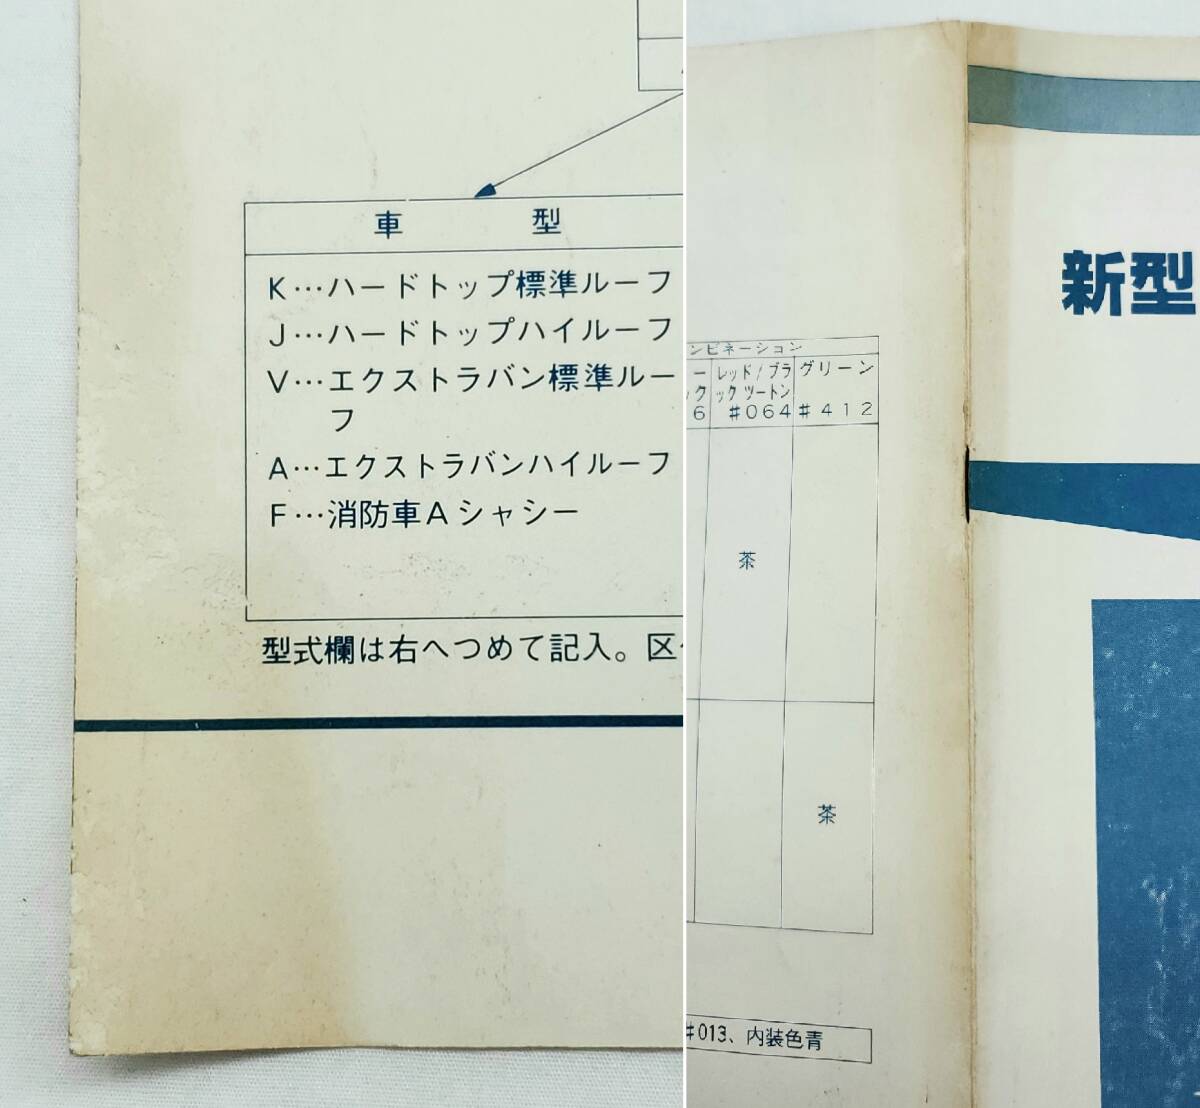 車 型
K…ハードトップ標準ルーフ
J…ハードトップハイルーフ
V…エクストラバン標準ルー
フ
A…エクストラバンハイルーフ
F…消防車Aシャシー
型式欄は右へつめて記入。区
新型
ンビネーション
ー レッド/ブラ グリーン
ク ックツートン
6 #064 #412
茶
茶
#013、内装色青